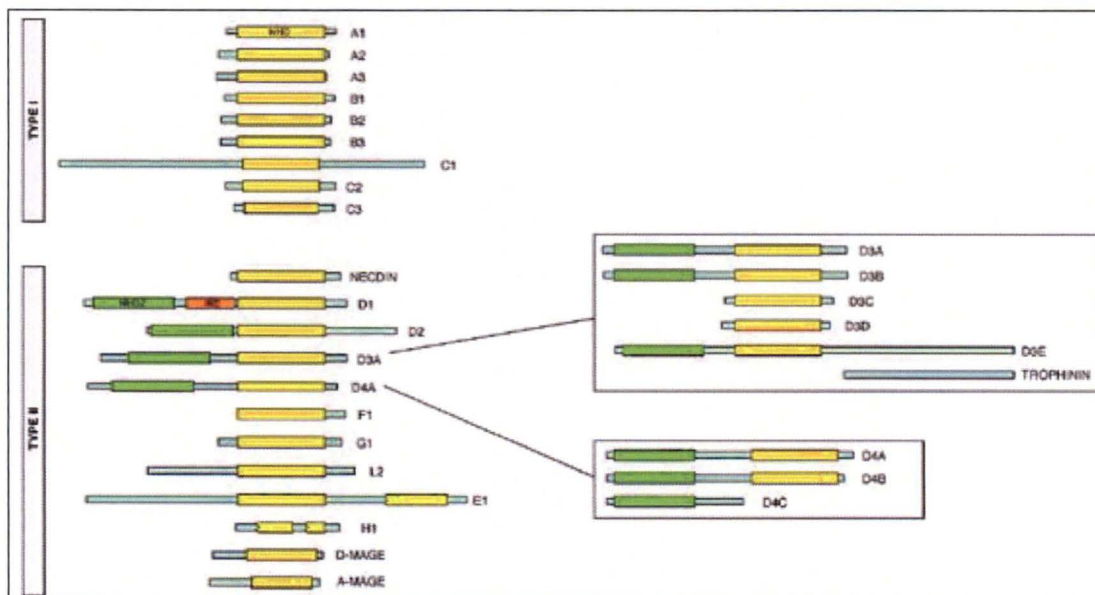 TYPE I
A1
A2
A3
B1
B2
B3
C1
C2
C3
TYPE II
NECDIN
D1
D2
D3A
D4A
F1
G1
L2
E1
H1
D-MAGE
A-MAGE
D3A
D3B
D3C
D3D
D3E
TROPHININ
D4A
D4B
D4C